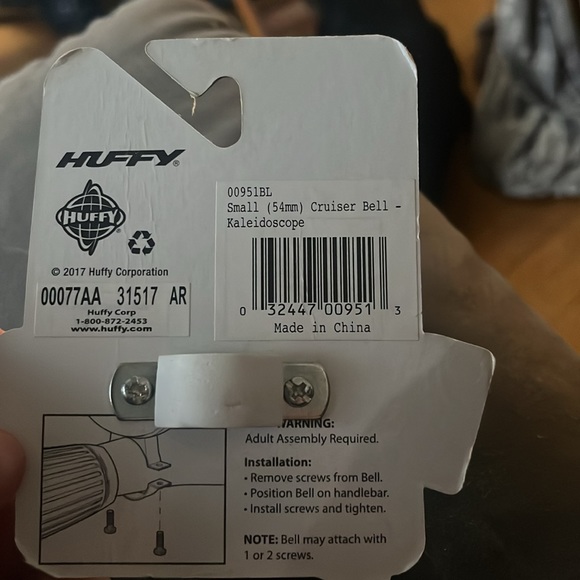 HUFFY®
HUFFY®
© 2017 Huffy Corporation
00077AA 31517 AR
Huffy Corp
1-800-872-2453
www.huffy.com
00951BL
Small (54mm) Cruiser Bell -
Kaleidoscope
0 32447 00951 3
Made in China
WARNING:
Adult Assembly Required.
Installation:
• Remove screws from Bell.
• Position Bell on handlebar.
• Install screws and tighten.
NOTE: Bell may attach with
1 or 2 screws.